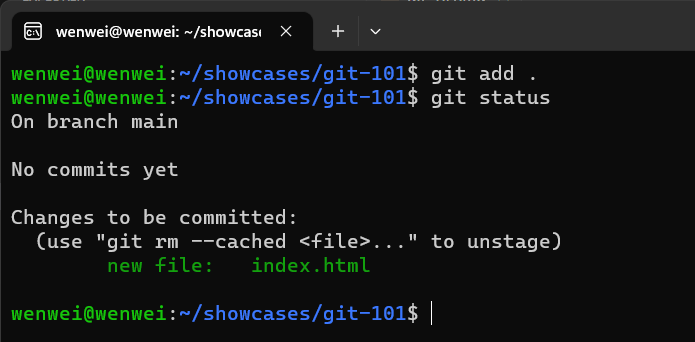 wenwei@wenwei: ~/showcase
wenwei@wenwei:~/showcases/git-101$ git add .
wenwei@wenwei:~/showcases/git-101$ git status
On branch main
No commits yet
Changes to be committed:
  (use "git rm --cached <file>..." to unstage)
        new file:   index.html
wenwei@wenwei:~/showcases/git-101$